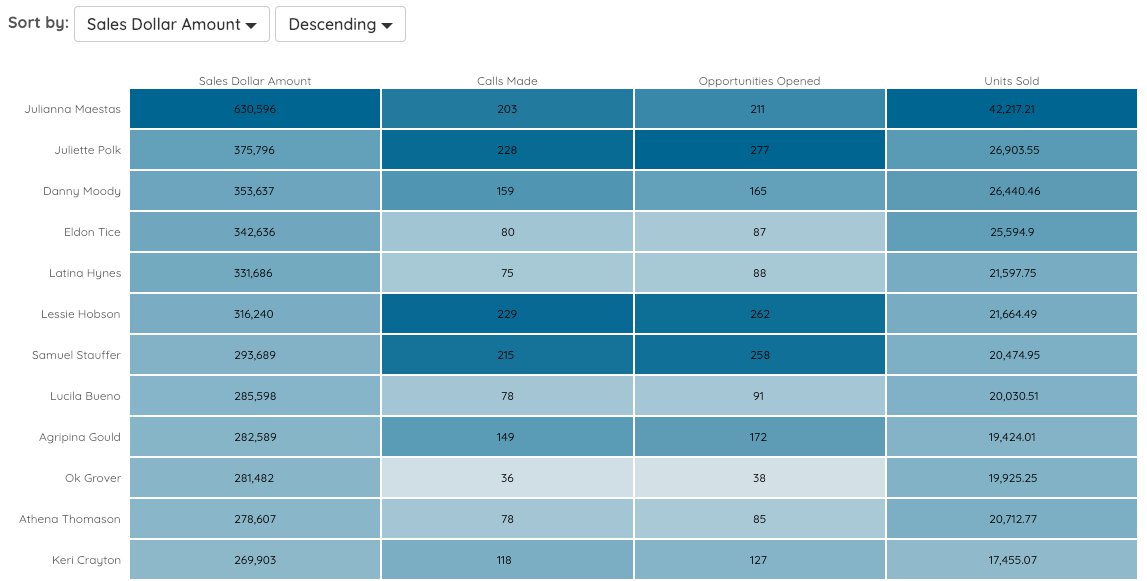 Sort by: Sales Dollar Amount Descending
Sales Dollar Amount Calls Made Opportunities Opened Units Sold
Julianna Maestas 630,596 203 211 42,217.21
Juliette Polk 375,796 228 277 26,903.55
Danny Moody 353,637 159 165 26,440.46
Eldon Tice 342,636 80 87 25,594.9
Latina Hynes 331,686 75 88 21,597.75
Lessie Hobson 316,240 229 262 21,664.49
Samuel Stauffer 293,689 215 258 20,474.95
Lucila Bueno 285,598 78 91 20,030.51
Agripina Gould 282,589 149 172 19,424.01
Ok Grover 281,482 36 38 19,925.25
Athena Thomason 278,607 78 85 20,712.77
Keri Crayton 269,903 118 127 17,455.07